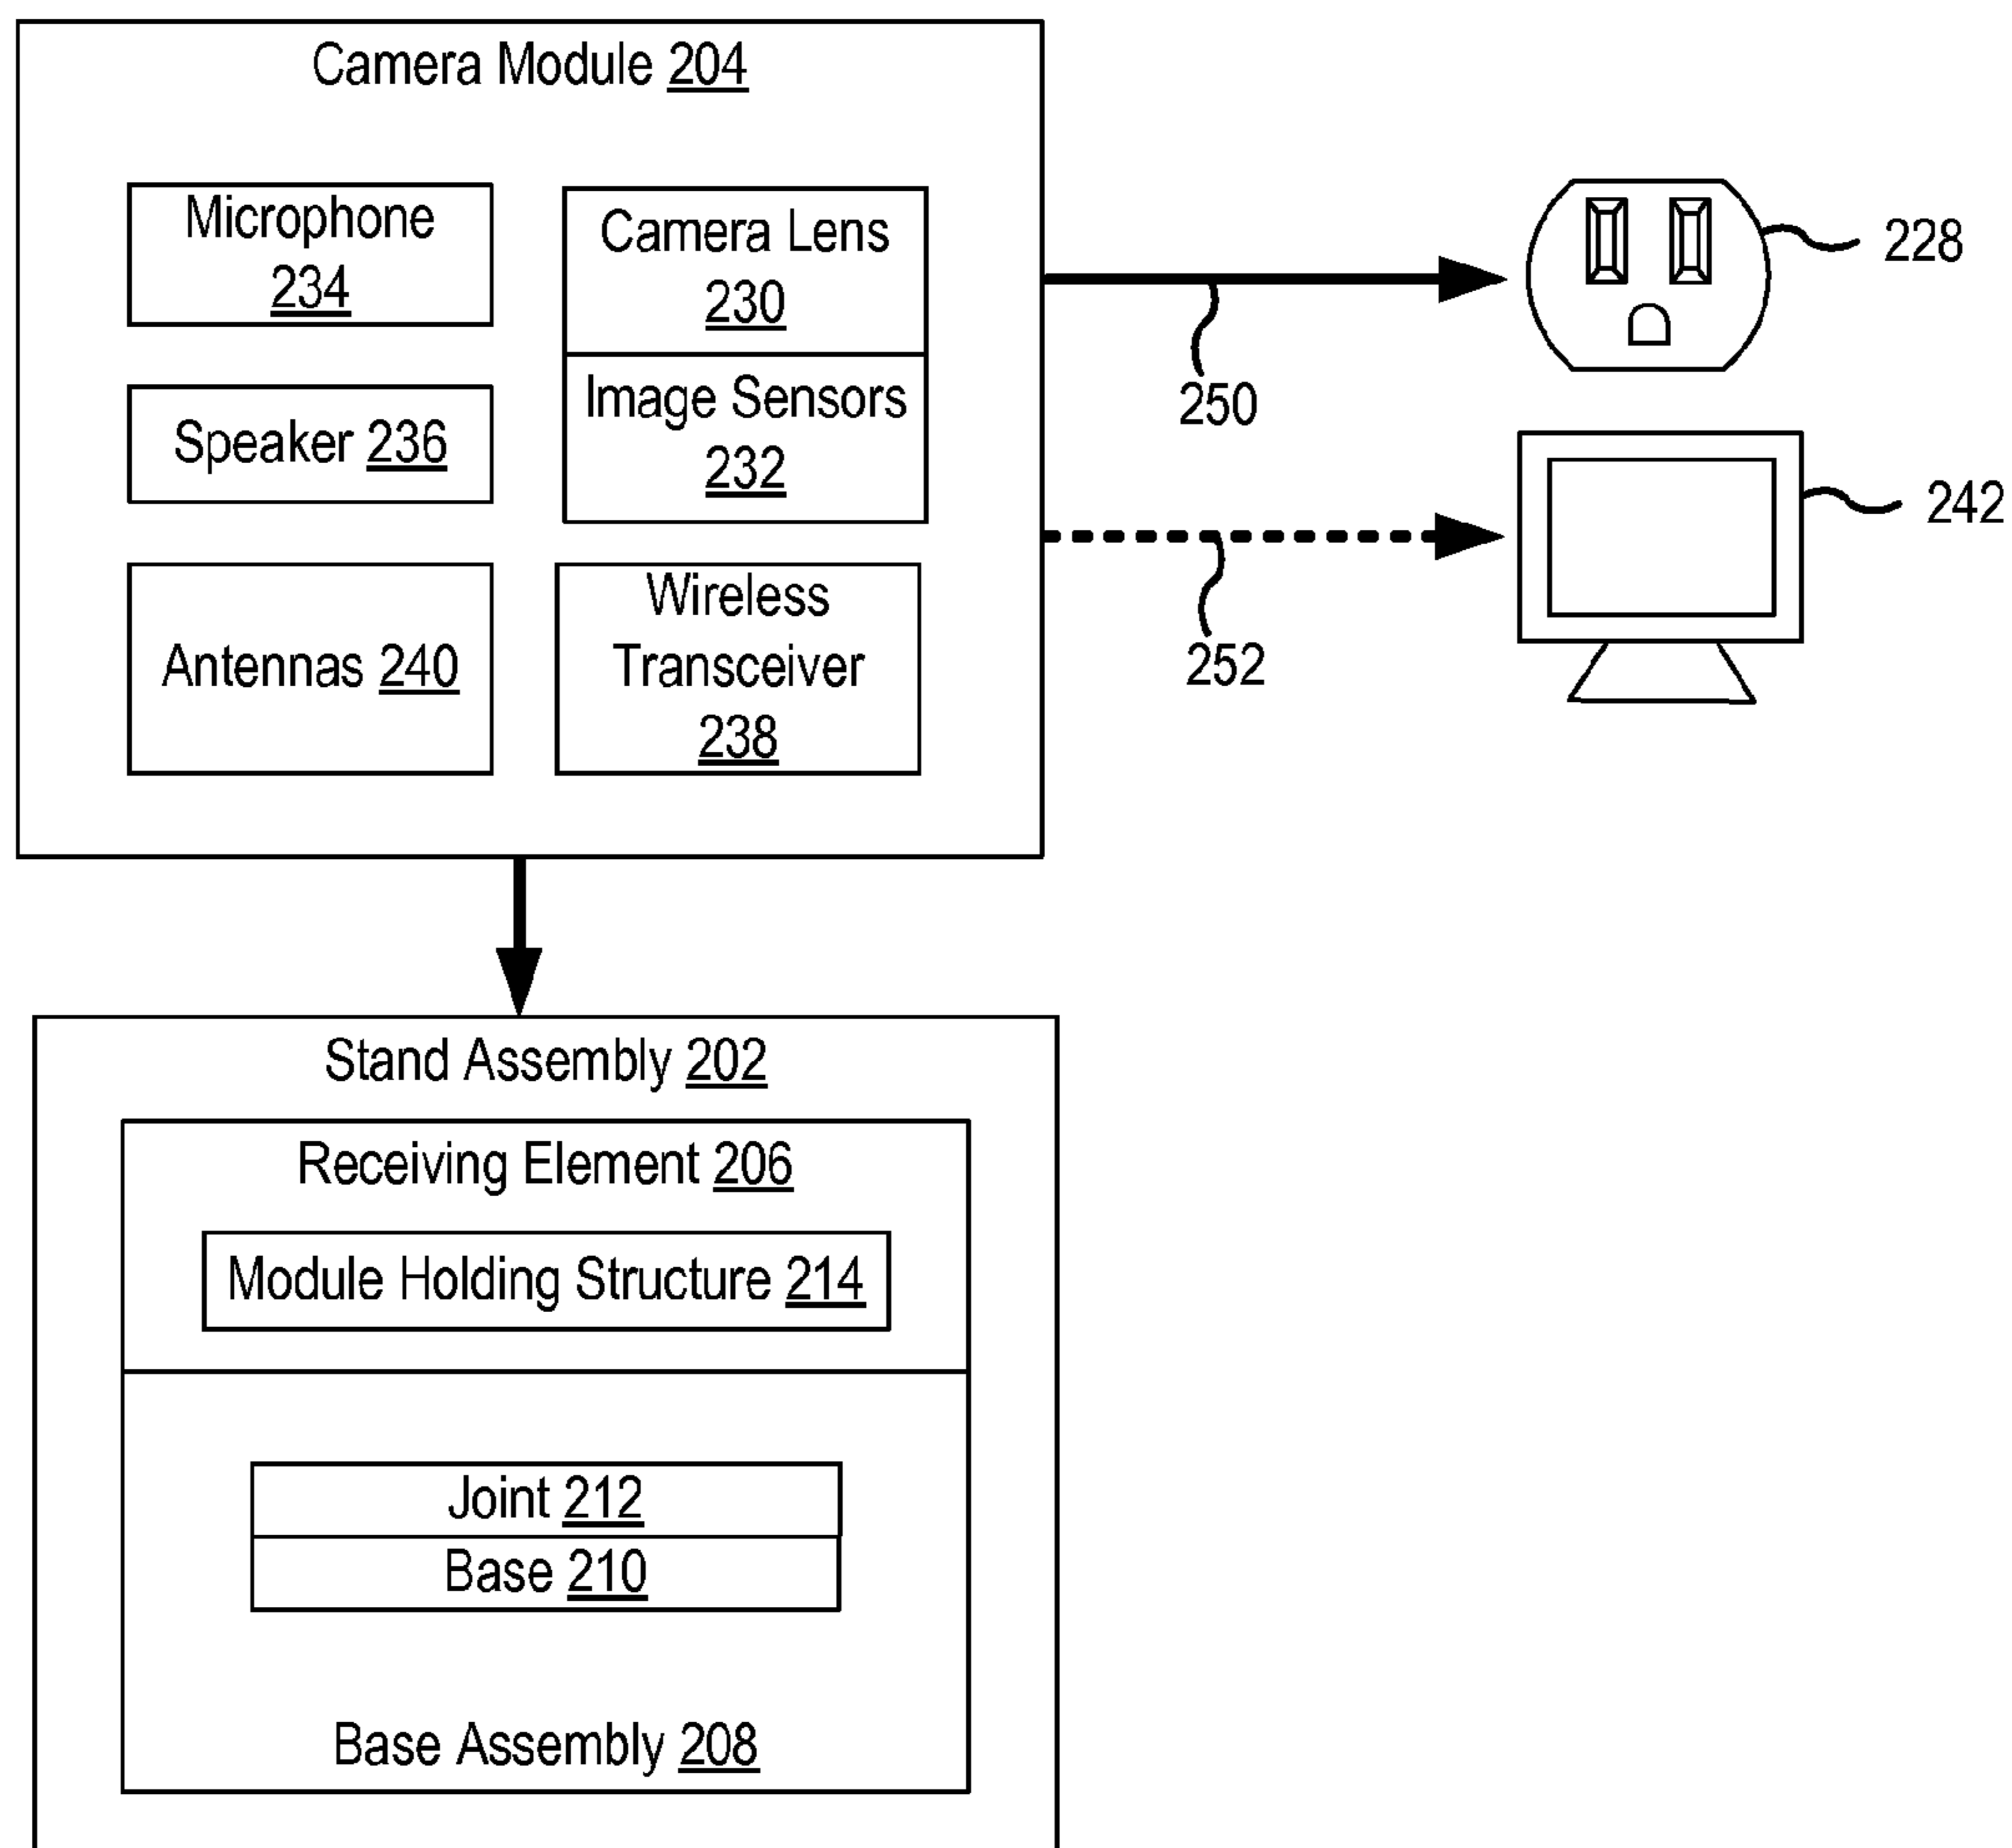 Camera Module 204
Microphone
234
Camera Lens
230
Image Sensors
232
Speaker 236
Antennas 240
Wireless
Transceiver
238
228
250
242
252
Stand Assembly 202
Receiving Element 206
Module Holding Structure 214
Joint 212
Base 210
Base Assembly 208